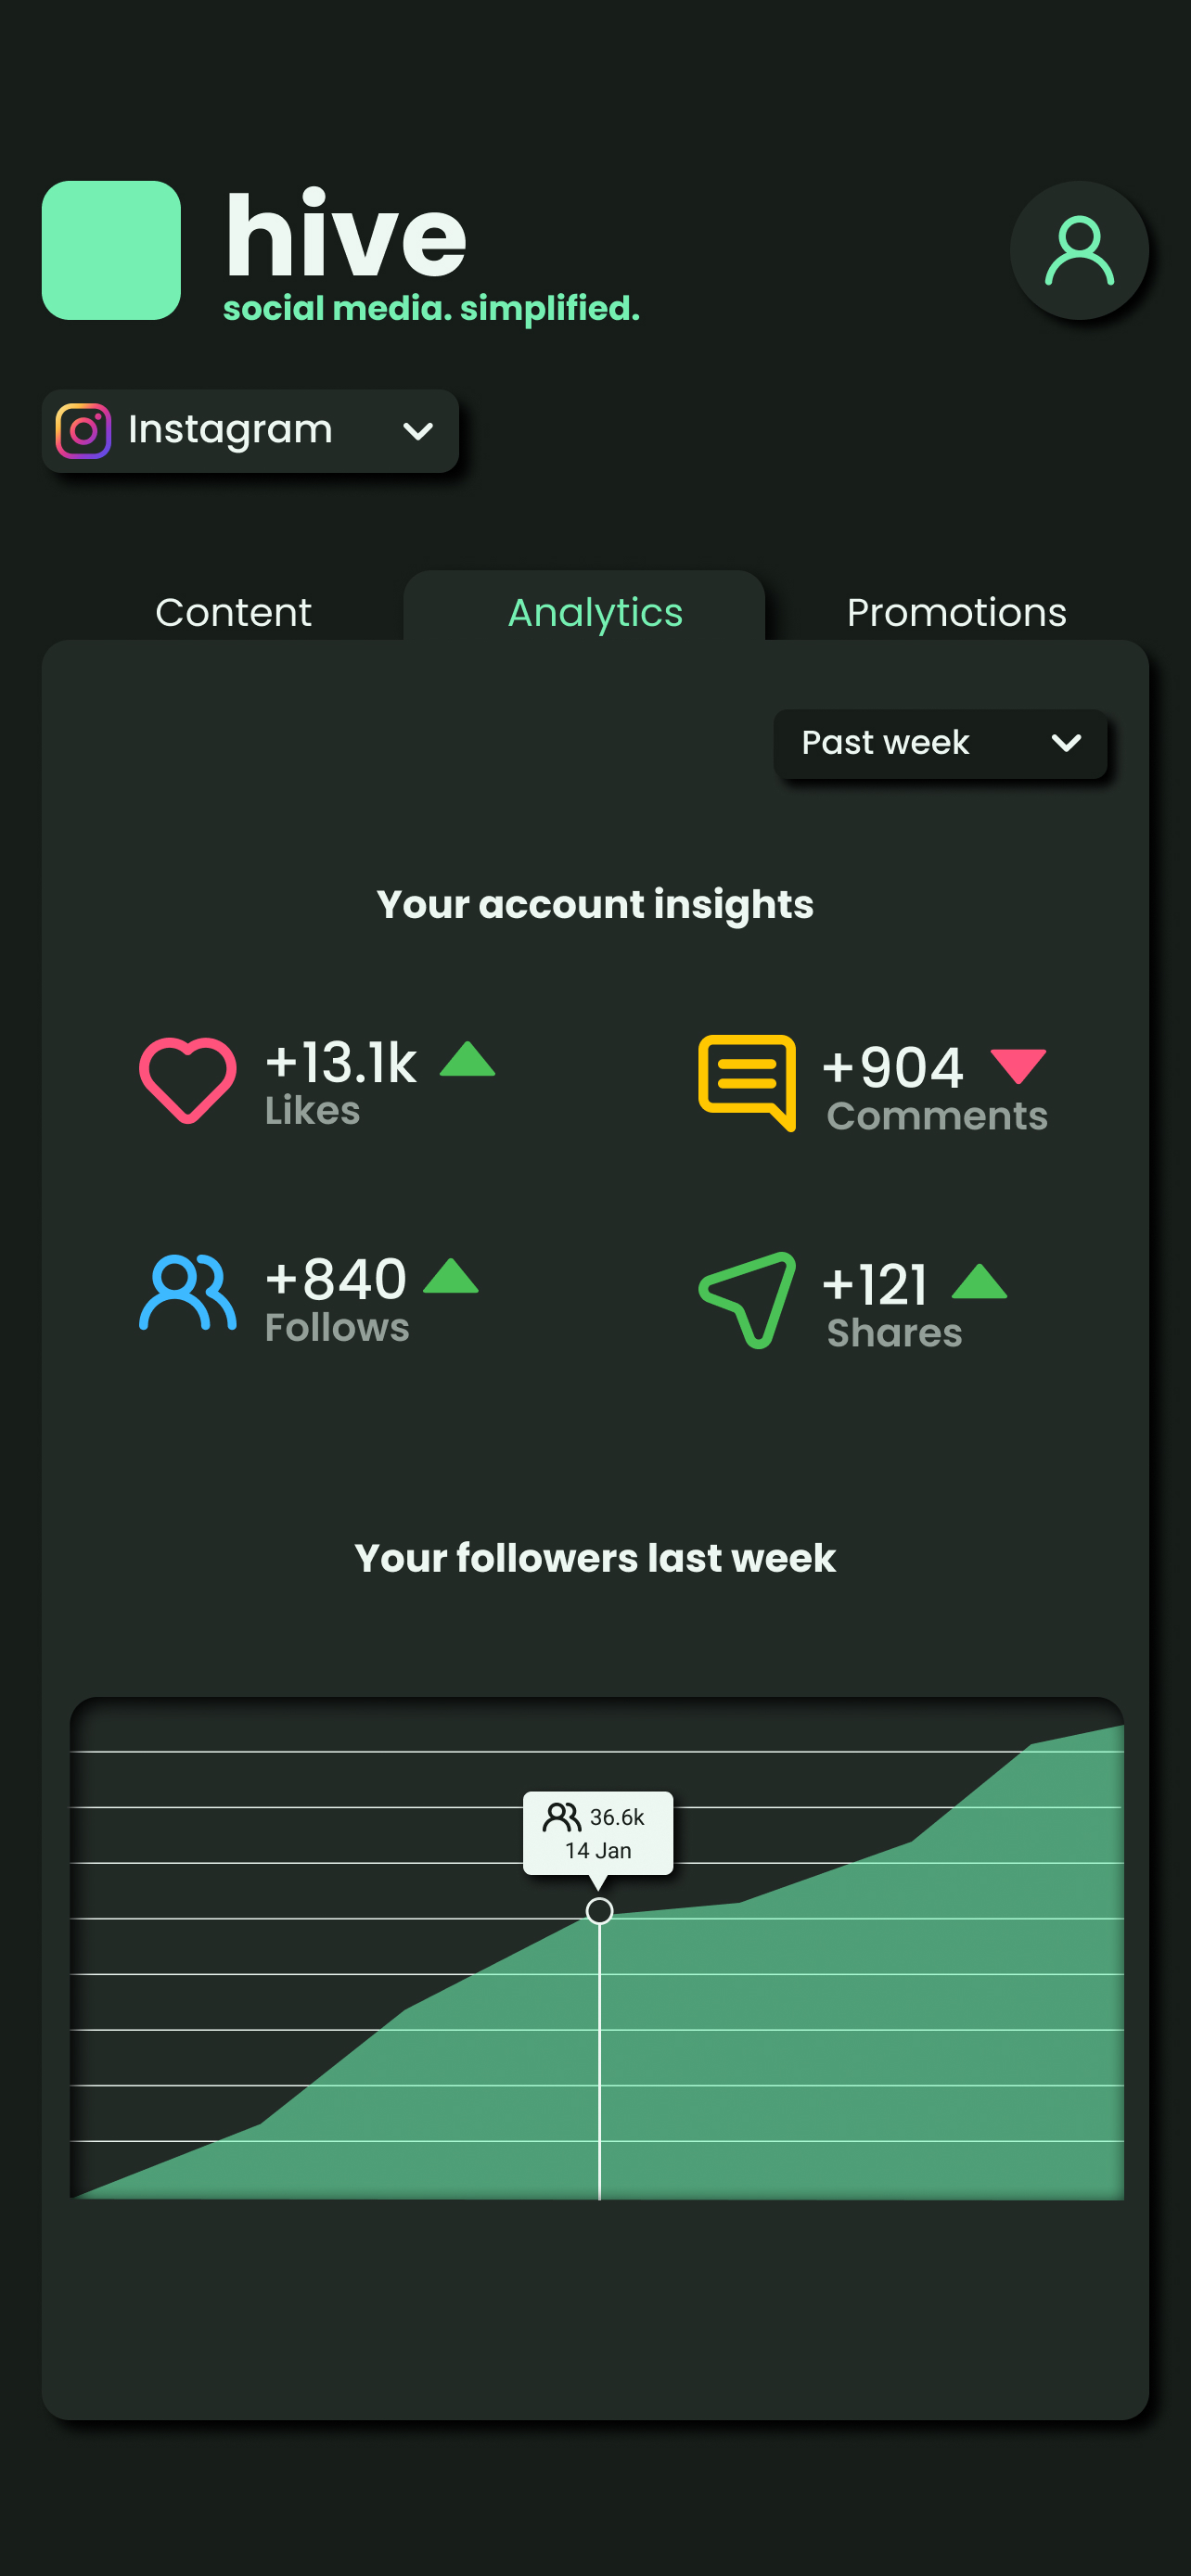 hive
social media. simplified.
Instagram
Content
Analytics
Promotions
Past week
Your account insights
+13.1k
Likes
+904
Comments
+840
Follows
+121
Shares
Your followers last week
36.6k
14 Jan